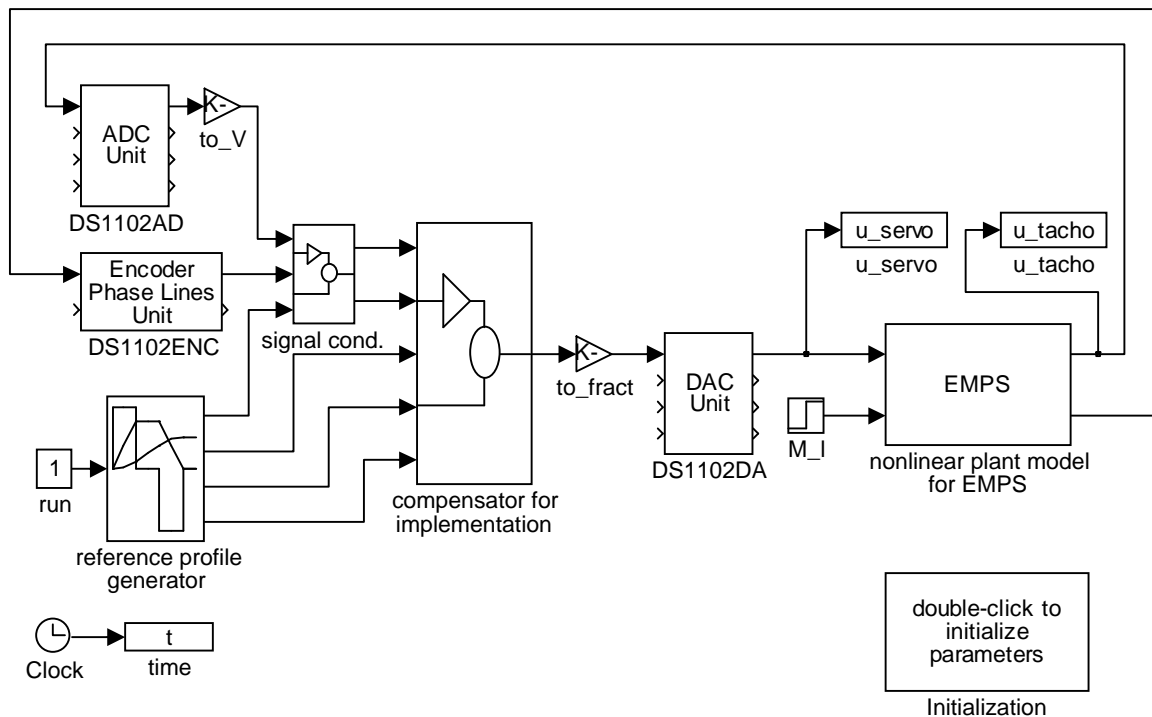 ADC
Unit
DS1102AD
K-
to_V
Encoder
Phase Lines
Unit
DS1102ENC
signal cond.
1
run
reference profile
generator
compensator for
implementation
K-
to_fract
DAC
Unit
DS1102DA
u_servo
u_servo
u_tacho
u_tacho
M_l
EMPS
nonlinear plant model
for EMPS
Clock
t
time
double-click to
initialize
parameters
Initialization